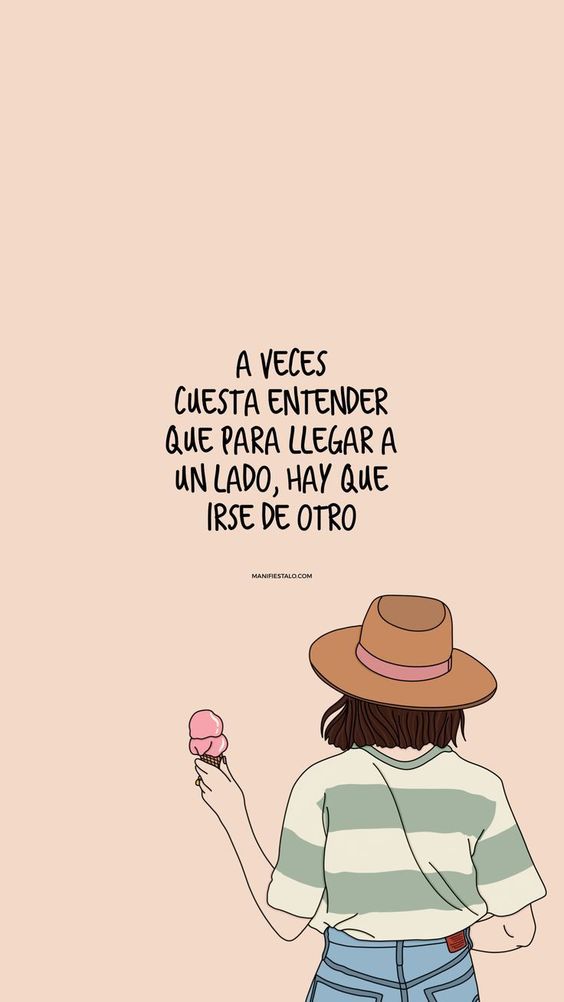 A VECES
CUESTA ENTENDER
QUE PARA LLEGAR A
UN LADO, HAY QUE
IRSE DE OTRO
MANIFIESTALO.COM